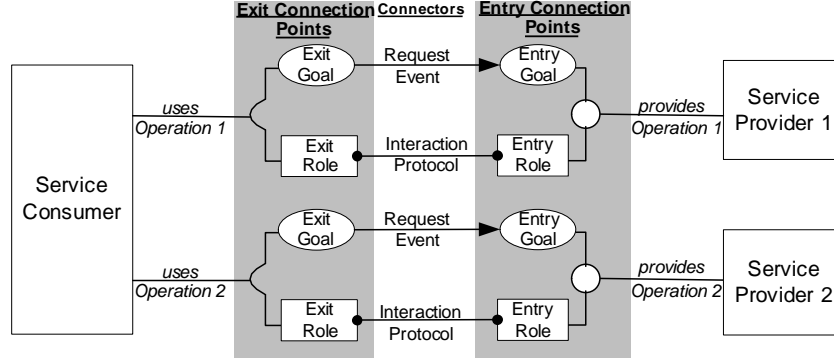 Exit Connection
Points
Connectors
Entry Connection
Points
Exit
Goal
Request
Event
Entry
Goal
uses
Operation 1
provides
Operation 1
Service
Provider 1
Exit
Role
Interaction
Protocol
Entry
Role
Service
Consumer
Exit
Goal
Request
Event
Entry
Goal
uses
Operation 2
provides
Operation 2
Service
Provider 2
Exit
Role
Interaction
Protocol
Entry
Role